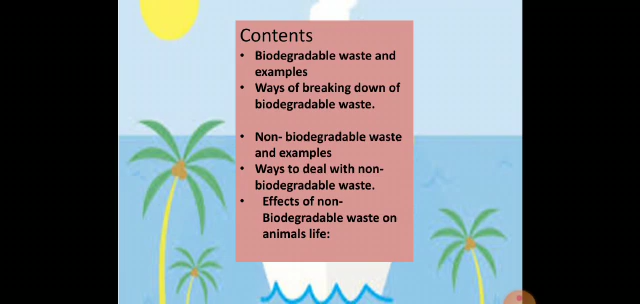 Contents
• Biodegradable waste and
examples
• Ways of breaking down of
biodegradable waste.
• Non- biodegradable waste
and examples
• Ways to deal with non-
biodegradable waste.
• Effects of non-
Biodegradable waste on
animals life: